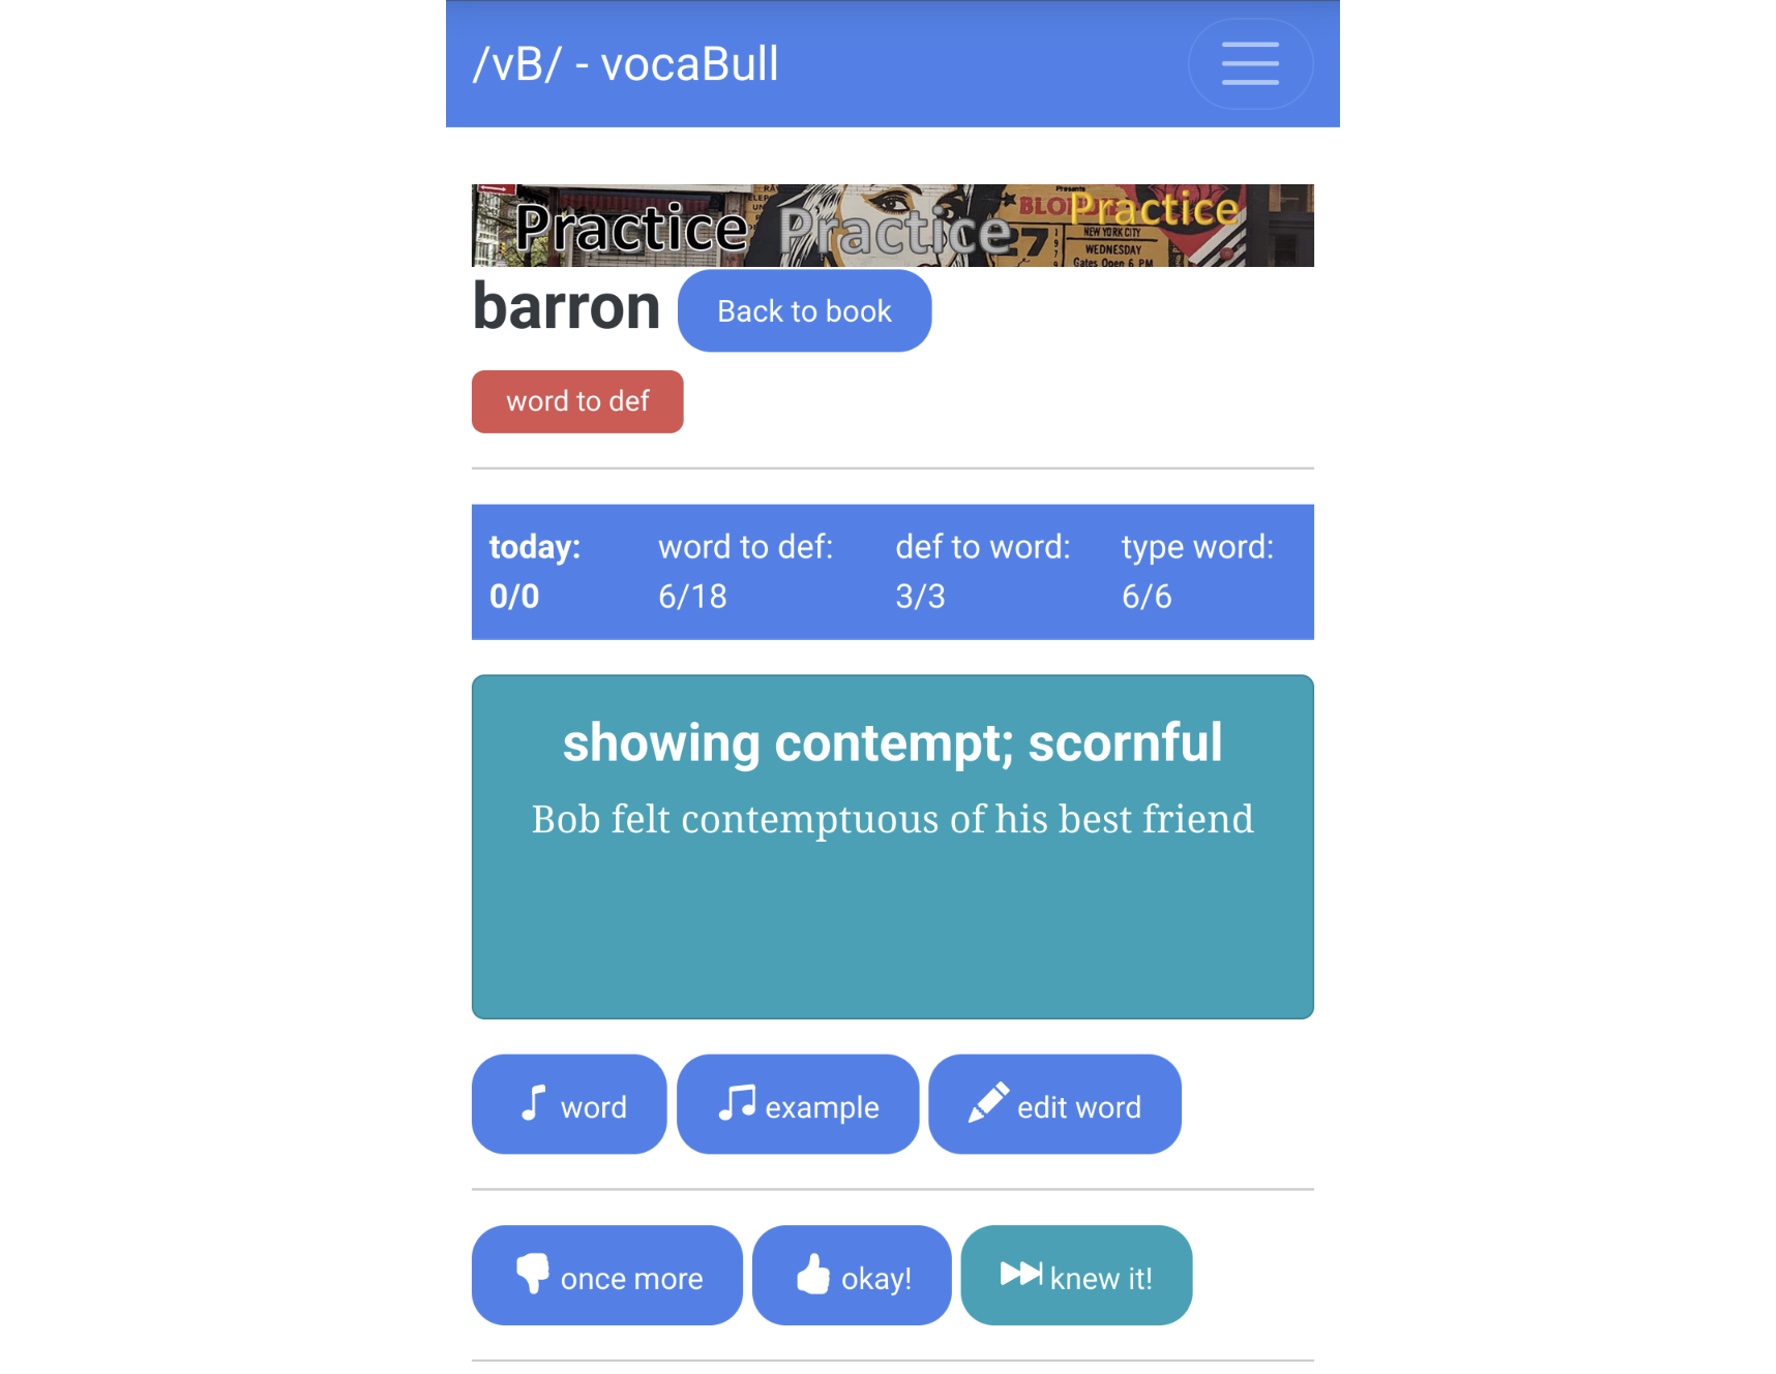 /vB/ - vocaBull
Practice Practice Practice
BLO
Presents
27
NEW YORK CITY
WEDNESDAY
Gates Open 6 PM
barron Back to book
word to def
today: word to def: def to word: type word:
0/0 6/18 3/3 6/6
showing contempt; scornful
Bob felt contemptuous of his best friend
word example edit word
once more okay! knew it!